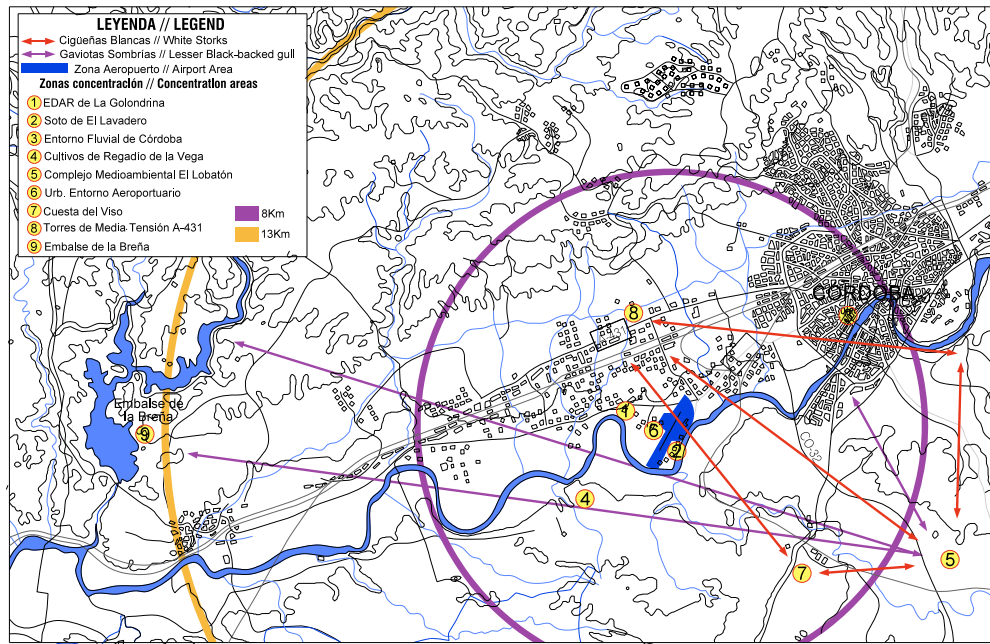 LEYENDA // LEGEND
Cigüeñas Blancas // White Storks
Gaviotas Sombrías // Lesser Black-backed gull
Zona Aeropuerto // Airport Area
Zonas concentración // Concentration areas
1 EDAR de La Golondrina
2 Soto de El Lavadero
3 Entorno Fluvial de Córdoba
4 Cultivos de Regadio de la Vega
5 Complejo Medioambiental El Lobatón
6 Urb. Entorno Aeroportuario
7 Cuesta del Viso
8 Torres de Media Tensión A-431
9 Embalse de la Breña
8Km
13Km
CÓRDOBA
8
Embalse de
la Breña
9
1
6
2
4
CO-32
5
7